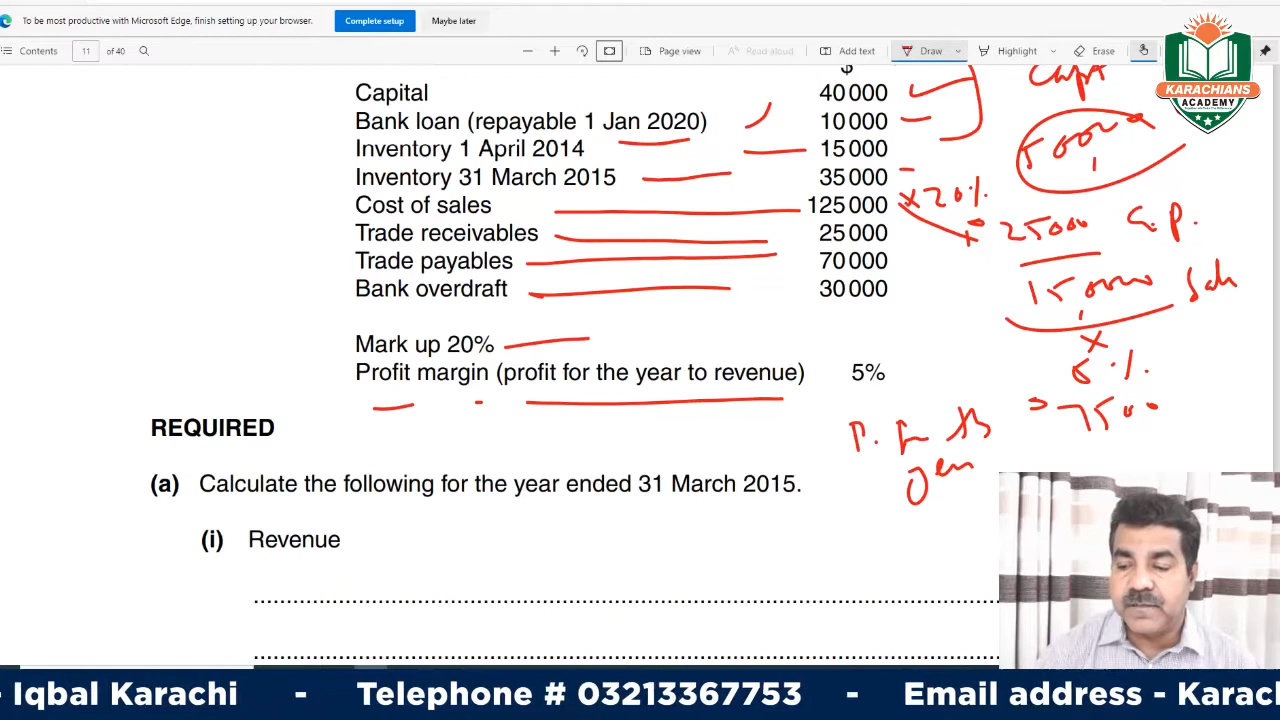 To be most productive with Microsoft Edge, finish setting up your browser.
Complete setup
Maybe later
Contents
11
of 40
Page view
Read aloud
Add text
Draw
Highlight
Erase
KARACHIANS
ACADEMY
$
Capital 40 000
Bank loan (repayable 1 Jan 2020) 10 000
Inventory 1 April 2014 15 000
Inventory 31 March 2015 35 000
Cost of sales 125 000
Trade receivables 25 000
Trade payables 70 000
Bank overdraft 30 000
Mark up 20%
Profit margin (profit for the year to revenue) 5%
50000
x 20%
25000 G.P.
150000
x
5%
= 7500
REQUIRED
(a) Calculate the following for the year ended 31 March 2015.
(i) Revenue
- Iqbal Karachi - Telephone # 03213367753 - Email address - Karac